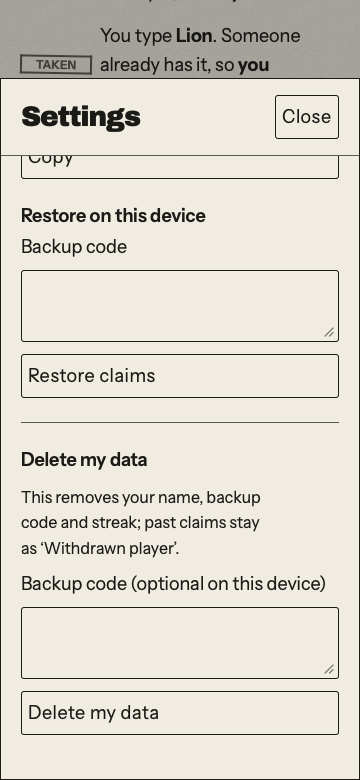 You type Lion. Someone
TAKEN already has it, so you
Settings
Close
Copy
Restore on this device
Backup code
Restore claims
Delete my data
This removes your name, backup
code and streak; past claims stay
as ‘Withdrawn player’.
Backup code (optional on this device)
Delete my data